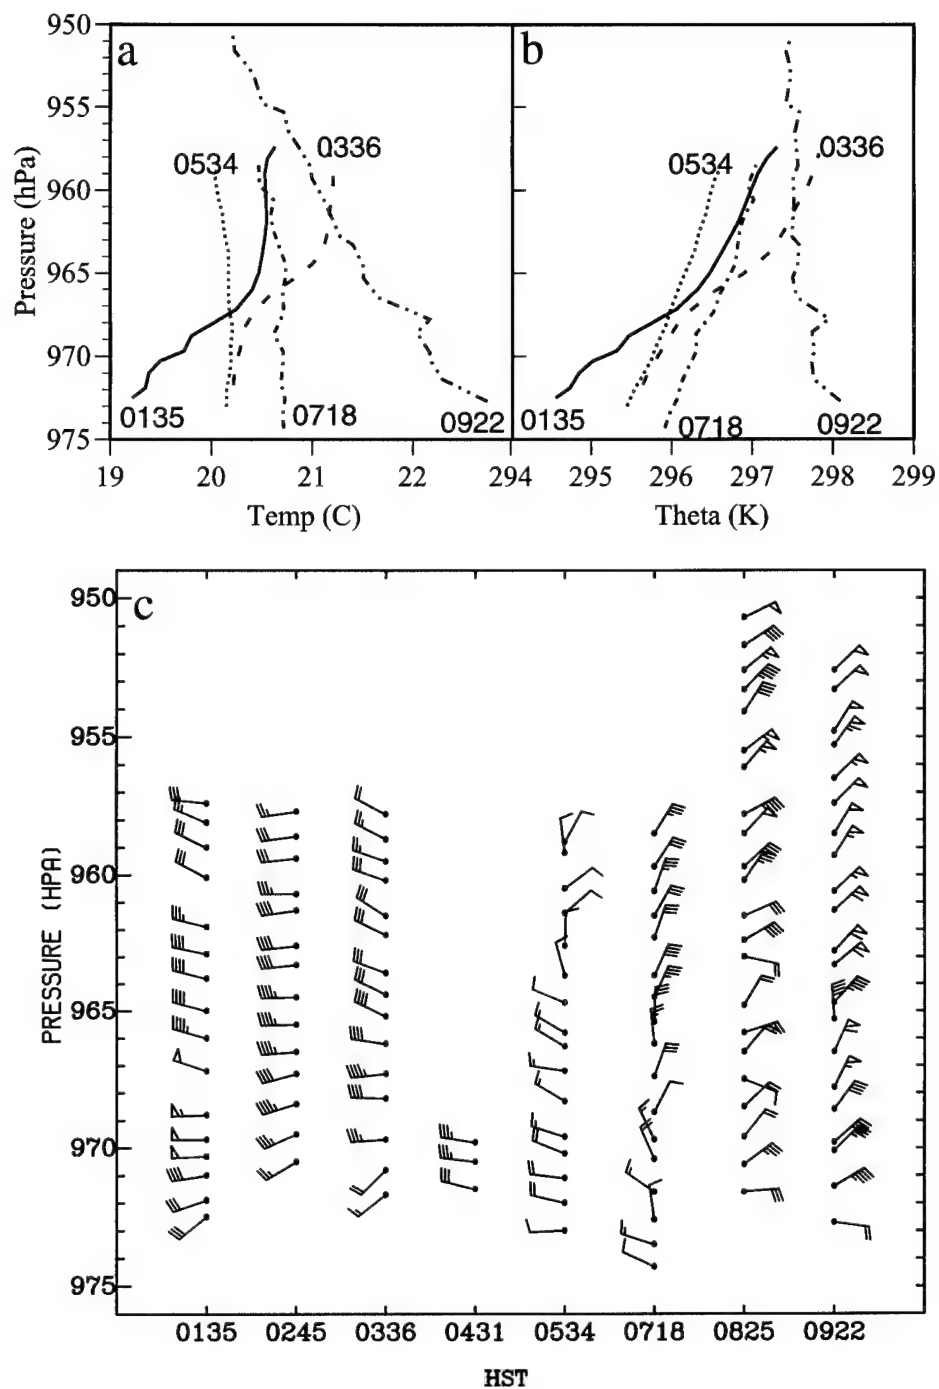 950
955
960
965
970
975
Pressure (hPa)
a
0534
0336
0135
0718
0922
19 20 21 22
Temp (C)
b
0534
0336
0135
0718
0922
294 295 296 297 298 299
Theta (K)
c
950
955
960
965
970
975
PRESSURE (HPA)
0135 0245 0336 0431 0534 0718 0825 0922
HST